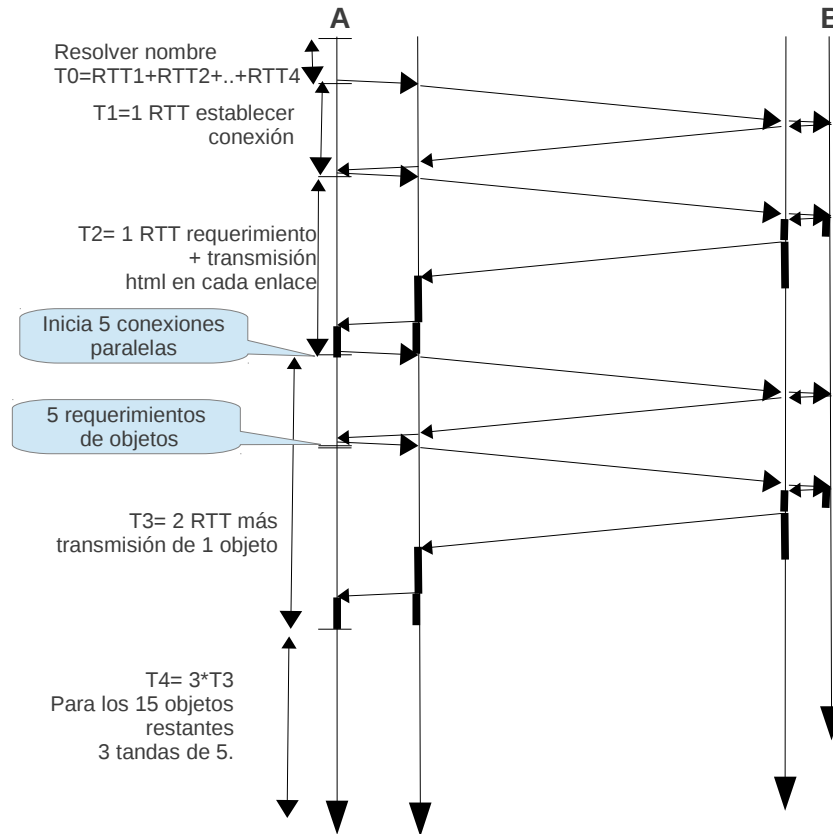 A
B
Resolver nombre
T0=RTT1+RTT2+..+RTT4
T1=1 RTT establecer
conexión
T2= 1 RTT requerimiento
+ transmisión
html en cada enlace
Inicia 5 conexiones
paralelas
5 requerimientos
de objetos
T3= 2 RTT más
transmisión de 1 objeto
T4= 3*T3
Para los 15 objetos
restantes
3 tandas de 5.